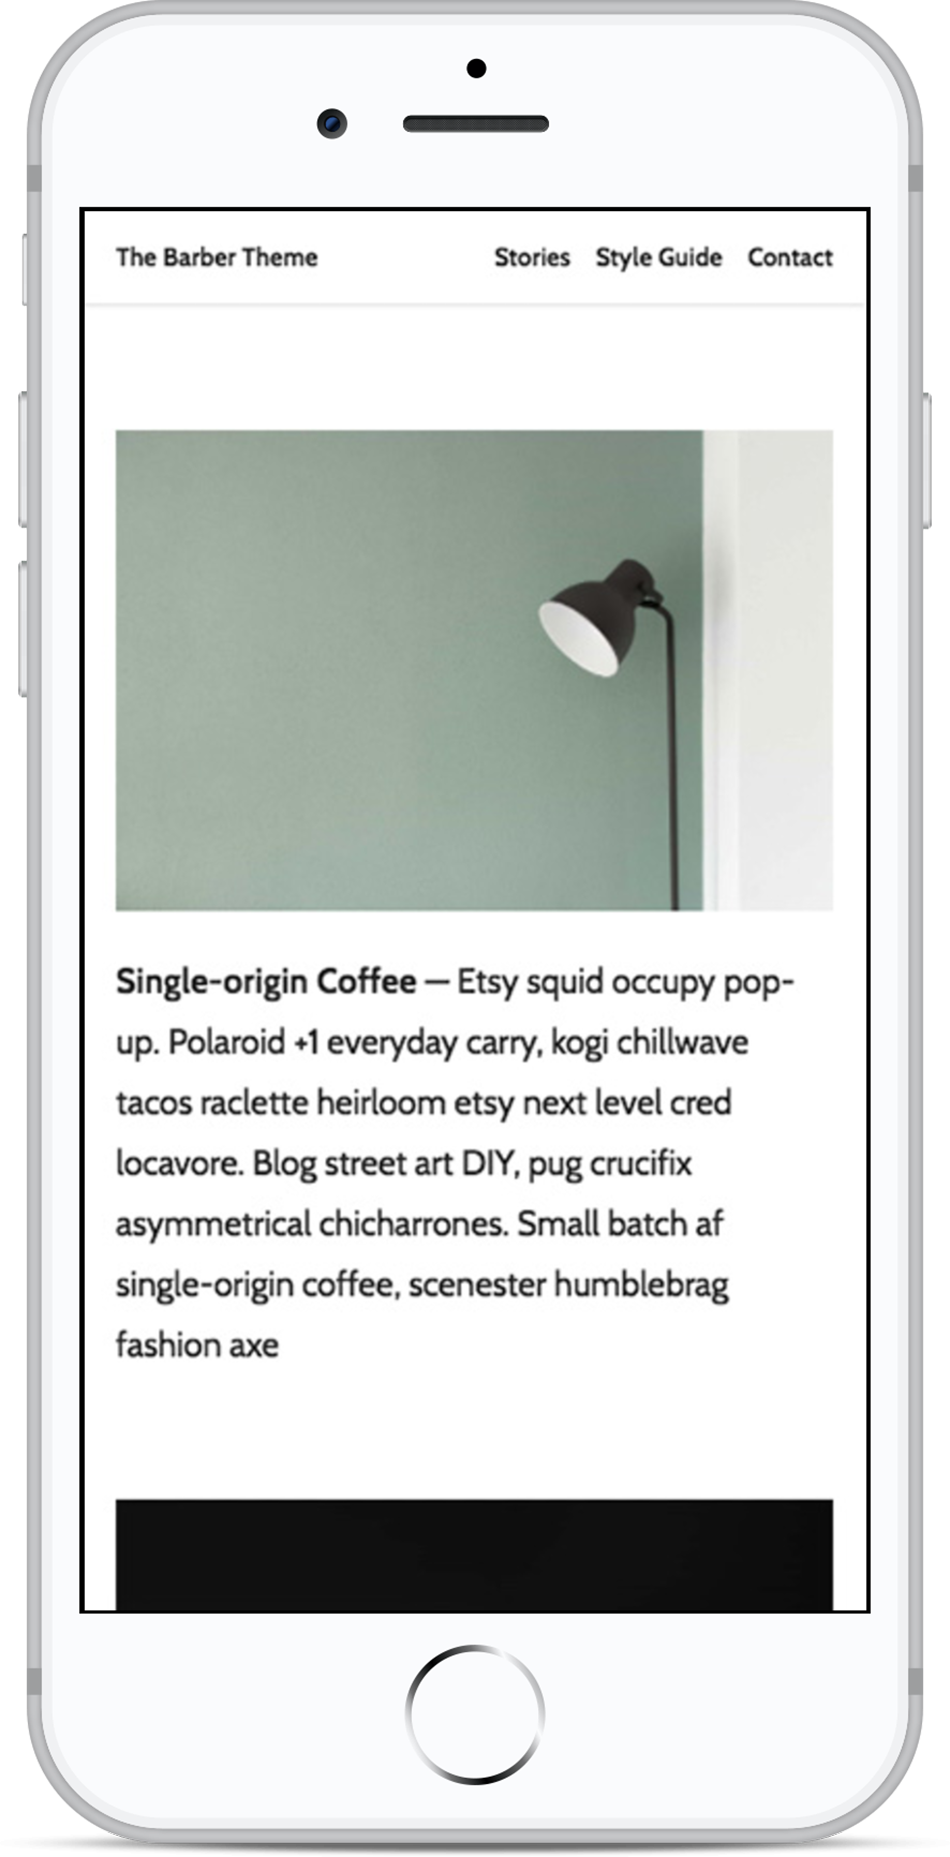 The Barber Theme Stories Style Guide Contact
Single-origin Coffee — Etsy squid occupy pop-
up. Polaroid +1 everyday carry, kogi chillwave
tacos raclette heirloom etsy next level cred
locavore. Blog street art DIY, pug crucifix
asymmetrical chicharrones. Small batch af
single-origin coffee, scenester humblebrag
fashion axe